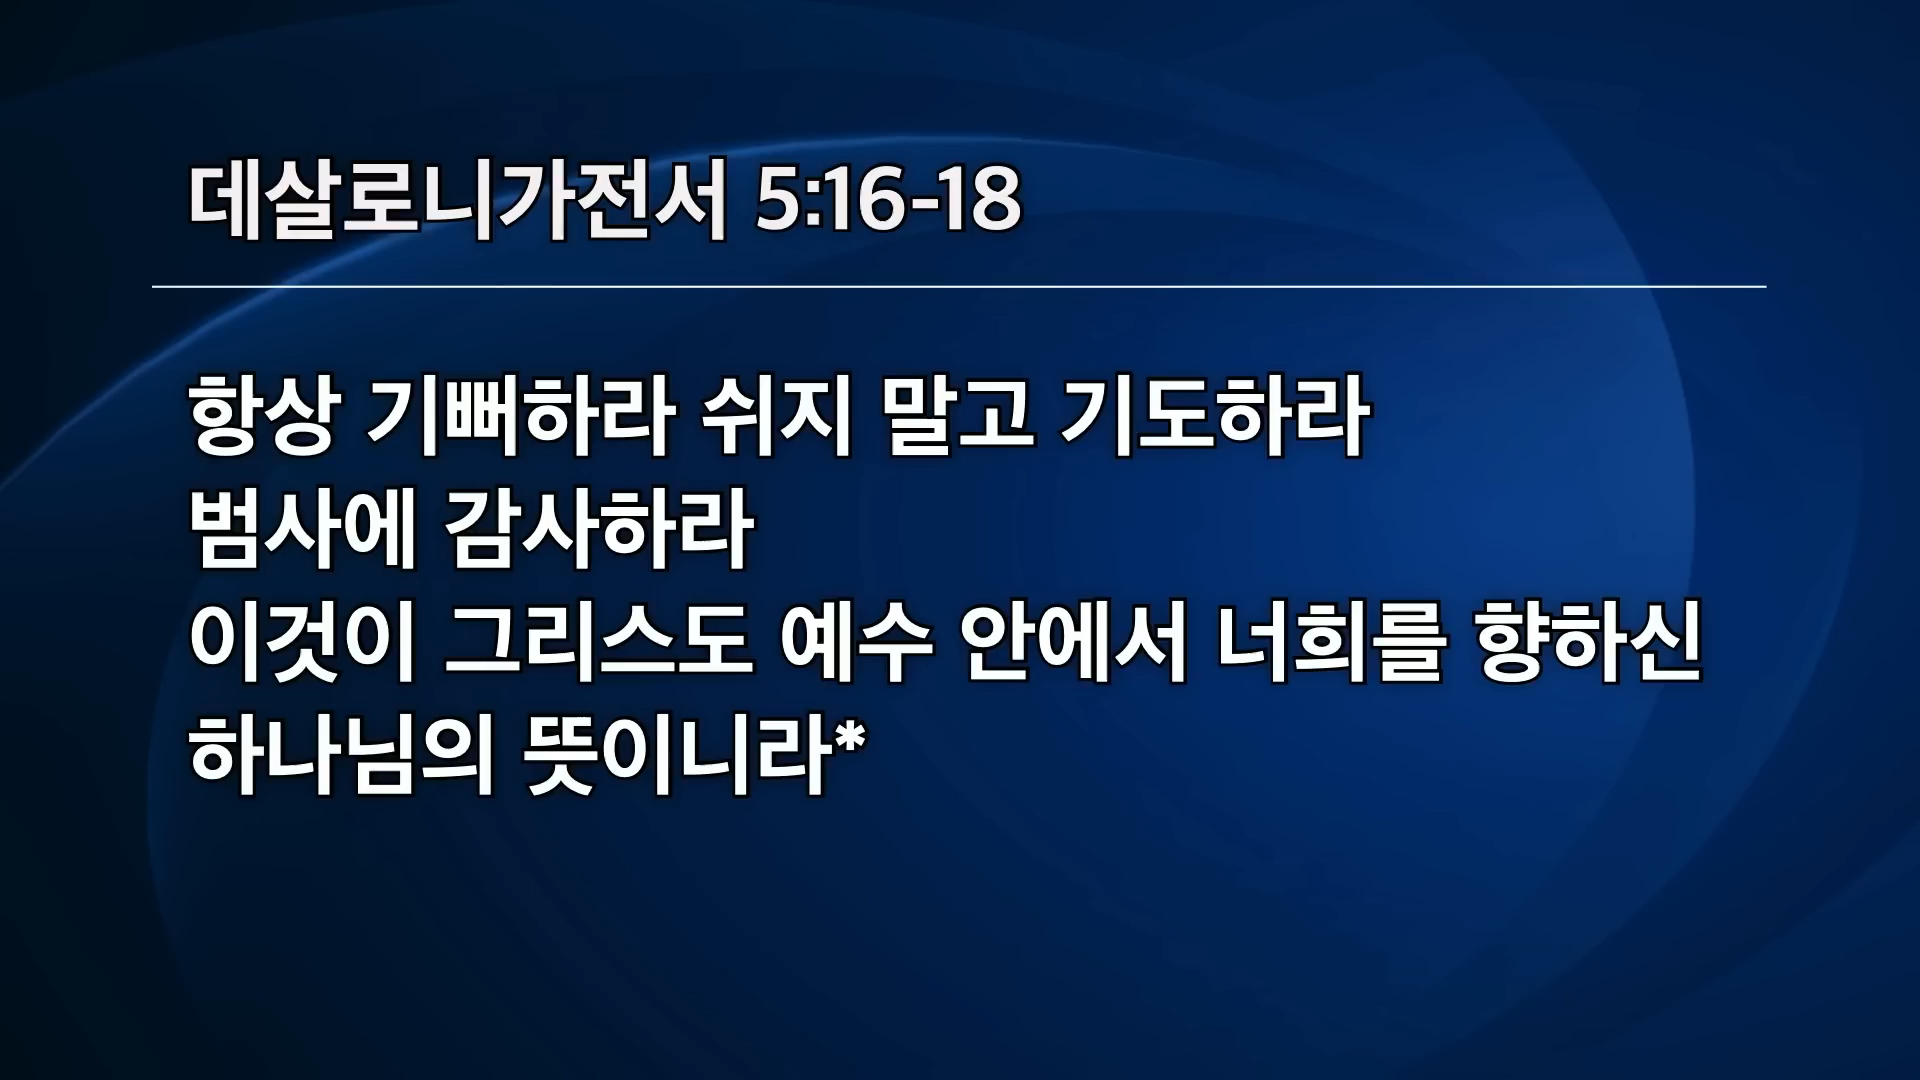 데살로니가전서 5:16-18
항상 기뻐하라 쉬지 말고 기도하라
범사에 감사하라
이것이 그리스도 예수 안에서 너희를 향하신
하나님의 뜻이니라*